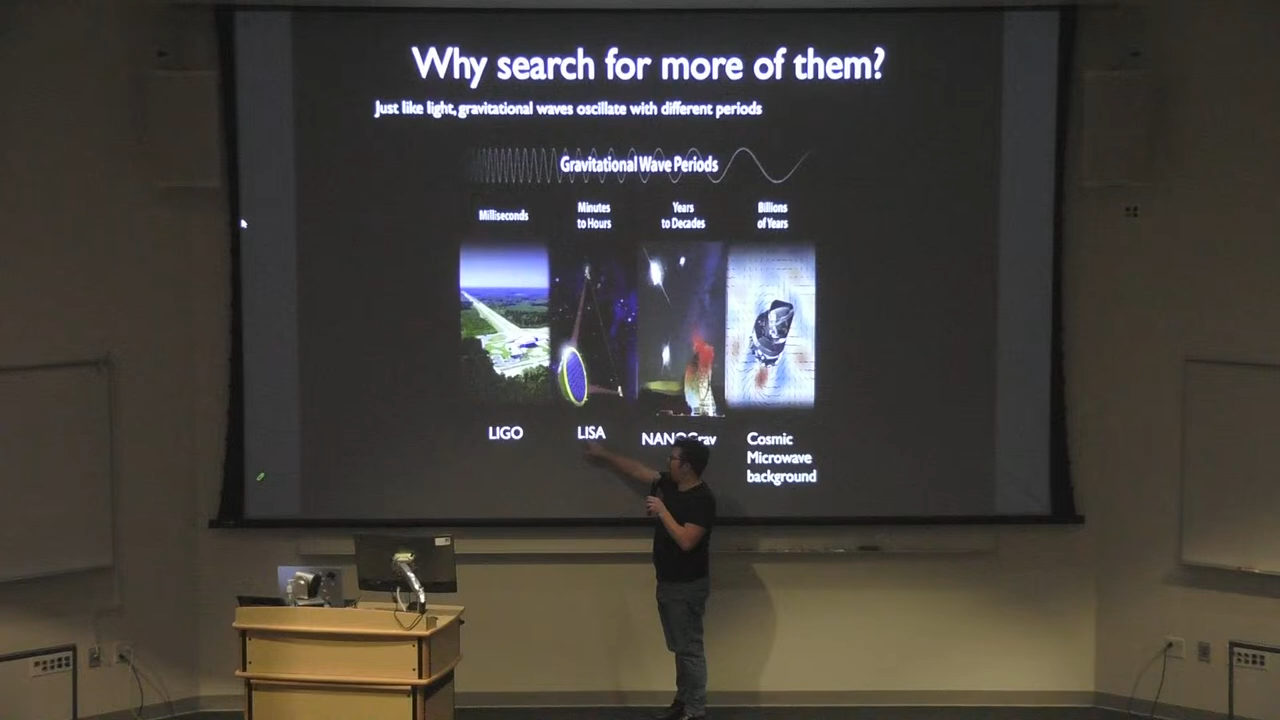 Why search for more of them?
Just like light, gravitational waves oscillate with different periods
Gravitational Wave Periods
Milliseconds
Minutes
to Hours
Years
to Decades
Billions
of Years
LIGO
LISA
NANOGrav
Cosmic
Microwave
background